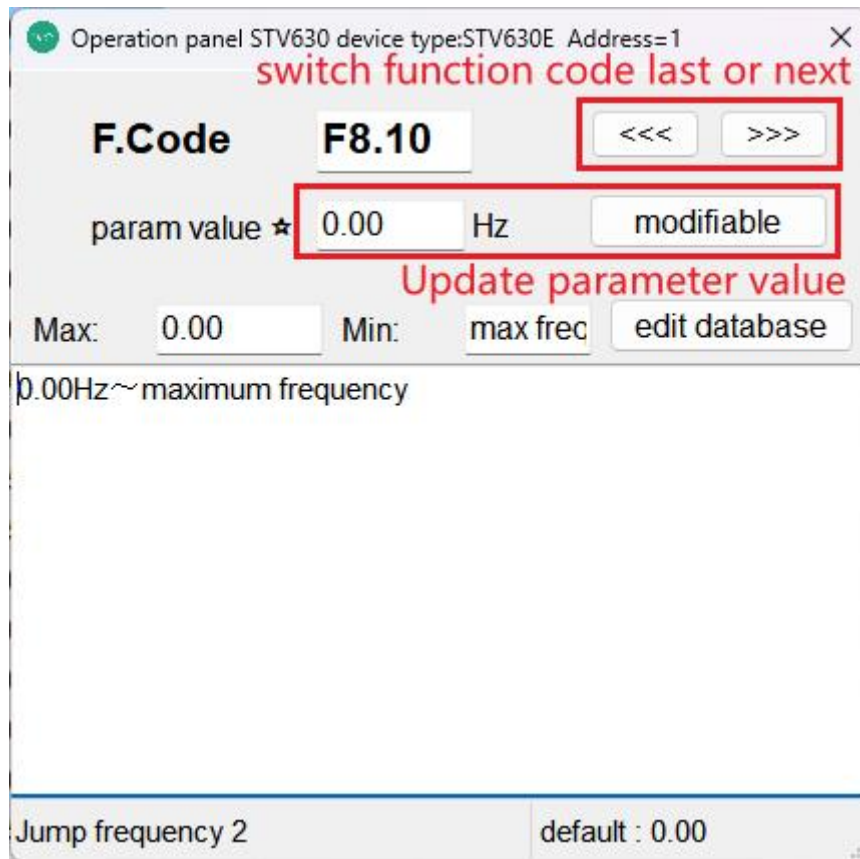 Operation panel STV630 device type:STV630E Address=1
switch function code last or next
F.Code F8.10 <<< >>>
param value ☆ 0.00 Hz modifiable
Update parameter value
Max: 0.00 Min: max freq edit database
0.00Hz～maximum frequency
Jump frequency 2 default : 0.00